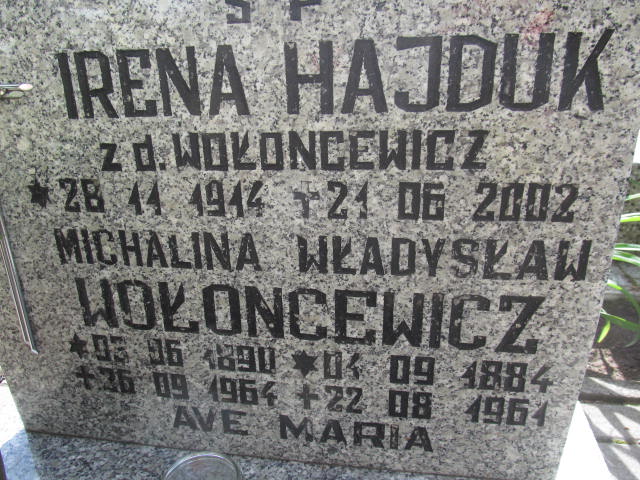 Ś P
IRENA HAJDUK
z d. WOŁONCEWICZ
★28 11 1914 †21 06 2002
MICHALINA WŁADYSŁAW
WOŁONCEWICZ
★03 06 1890 ★04 09 1884
†26 09 1964 †22 08 1961
AVE MARIA